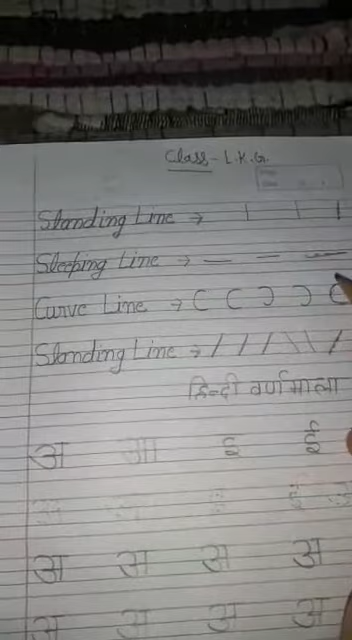 Class - L.K.G.
Standing Line → | | |
Sleeping Line → — — —
Curve Line → ( ( ) ) (
Slanding Line → / / / \ \ /
हिन्दी वर्णमाला
अ आ इ ई
अ अ अ अ
अ अ अ अ